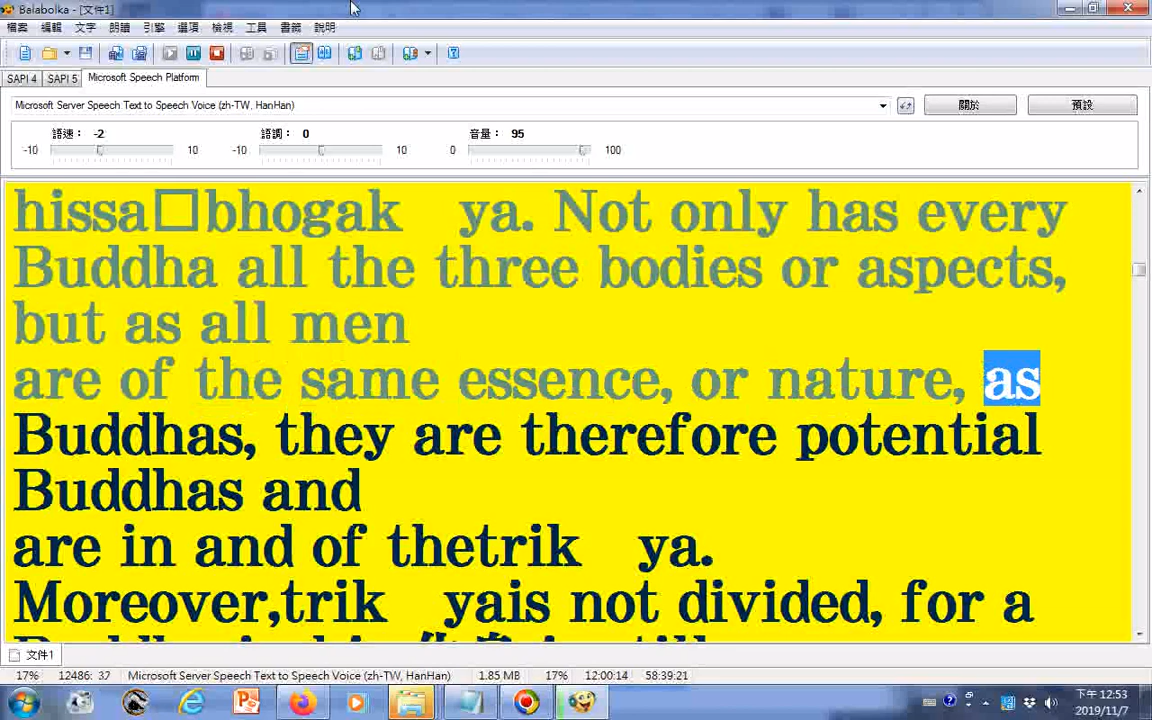 Balabolka - [文件1]
檔案 編輯 文字 朗讀 引擎 選項 檢視 工具 書籤 說明
SAPI 4 SAPI 5 Microsoft Speech Platform
Microsoft Server Speech Text to Speech Voice (zh-TW, HanHan) 關於 預設
語速： -2 語調： 0 音量： 95
-10 10 -10 10 0 100
hissa□bhogak ya. Not only has every
Buddha all the three bodies or aspects,
but as all men
are of the same essence, or nature, as
Buddhas, they are therefore potential
Buddhas and
are in and of thetrik ya.
Moreover,trik yais not divided, for a
文件1
17% 12486: 37 Microsoft Server Speech Text to Speech Voice (zh-TW, HanHan) 1.85 MB 17% 12:00:14 58:39:21
下午 12:53
2019/11/7